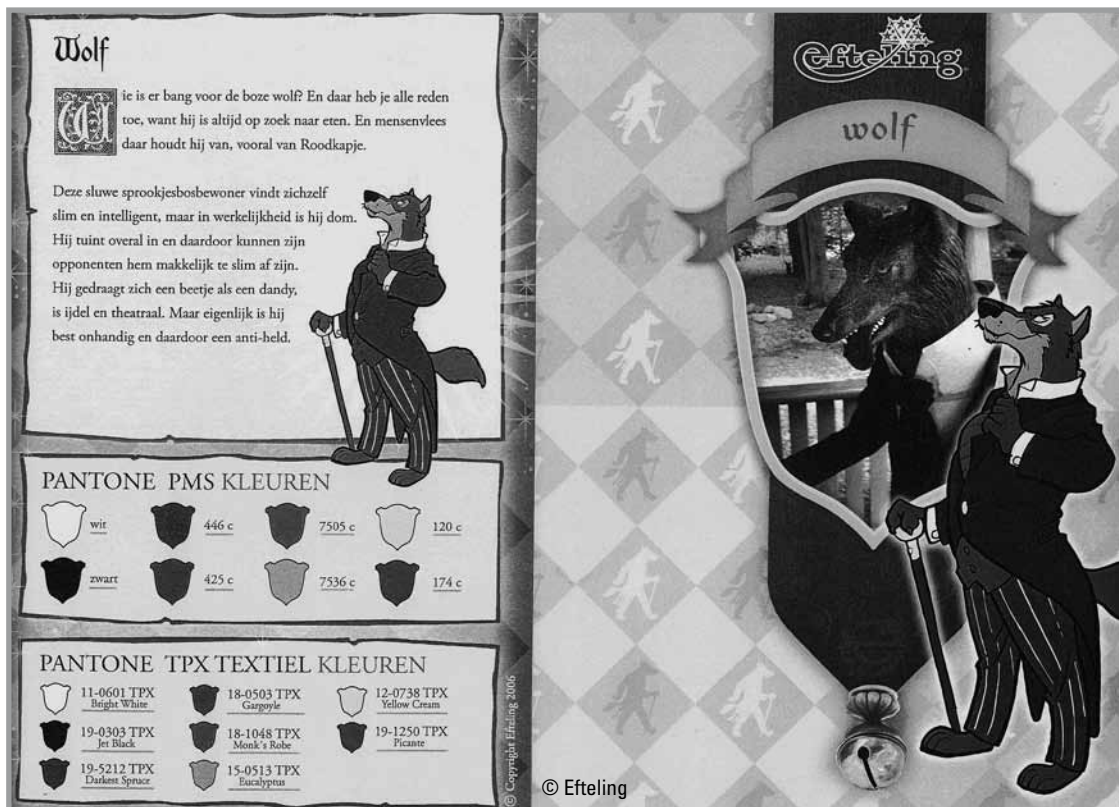 Wolf
Wie is er bang voor de boze wolf? En daar heb je alle reden
toe, want hij is altijd op zoek naar eten. En mensenvlees
daar houdt hij van, vooral van Roodkapje.
Deze sluwe sprookjesbosbewoner vindt zichzelf
slim en intelligent, maar in werkelijkheid is hij dom.
Hij tuint overal in en daardoor kunnen zijn
opponenten hem makkelijk te slim af zijn.
Hij gedraagt zich een beetje als een dandy,
is ijdel en theatraal. Maar eigenlijk is hij
best onhandig en daardoor een anti-held.
PANTONE PMS KLEUREN
wit 446 c 7505 c 120 c
zwart 425 c 7536 c 174 c
PANTONE TPX TEXTIEL KLEUREN
11-0601 TPX 18-0503 TPX 12-0738 TPX
Bright White Gargoyle Yellow Cream
19-0303 TPX 18-1048 TPX 19-1250 TPX
Jet Black Monk's Robe Picante
19-5212 TPX 15-0513 TPX
Darkest Spruce Eucalyptus
© Copyright Efteling 2006
Efteling
wolf
© Efteling